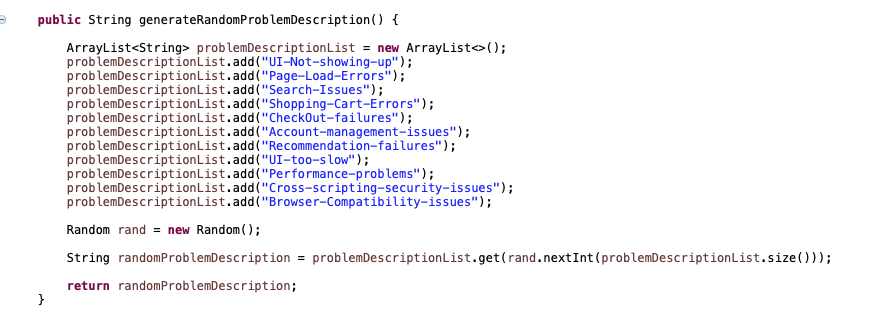 public String generateRandomProblemDescription() {
ArrayList<String> problemDescriptionList = new ArrayList<>();
problemDescriptionList.add("UI-Not-showing-up");
problemDescriptionList.add("Page-Load-Errors");
problemDescriptionList.add("Search-Issues");
problemDescriptionList.add("Shopping-Cart-Errors");
problemDescriptionList.add("CheckOut-failures");
problemDescriptionList.add("Account-management-issues");
problemDescriptionList.add("Recommendation-failures");
problemDescriptionList.add("UI-too-slow");
problemDescriptionList.add("Performance-problems");
problemDescriptionList.add("Cross-scripting-security-issues");
problemDescriptionList.add("Browser-Compatibility-issues");
Random rand = new Random();
String randomProblemDescription = problemDescriptionList.get(rand.nextInt(problemDescriptionList.size()));
return randomProblemDescription;
}